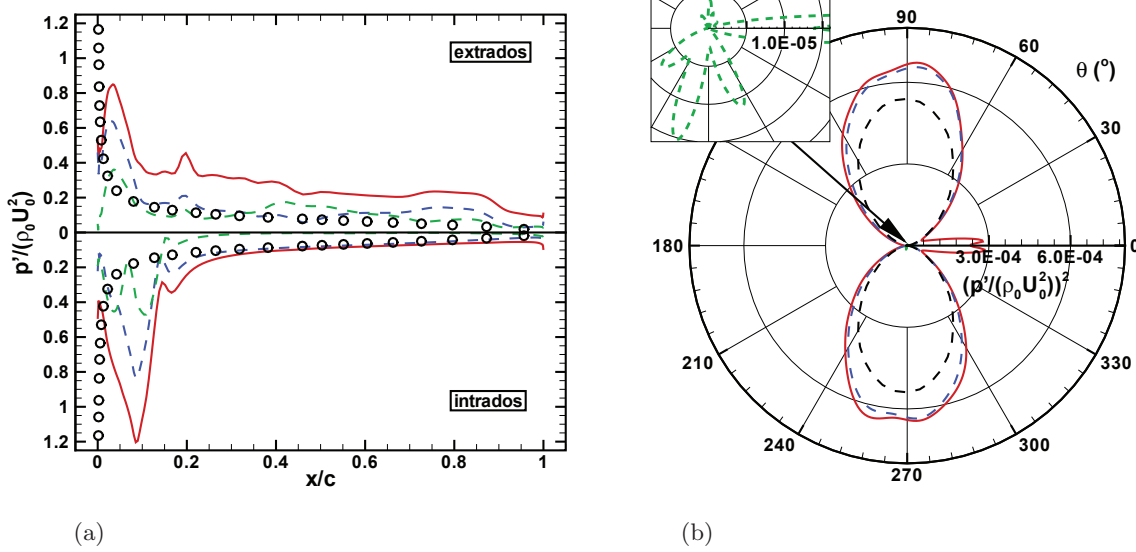 1.2
1
0.8
0.6
0.4
0.2
0
0.2
0.4
0.6
0.8
1
1.2
p'/(ρ₀U₀²)
extrados
intrados
0 0.2 0.4 0.6 0.8 1
x/c
(a)
1.0E-05
90
60
θ (°)
30
180
0
3.0E-04 6.0E-04
(p'/(ρ₀U₀²))²
210
330
240
300
270
(b)